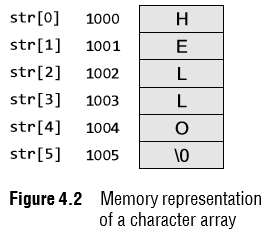 str[0] 1000 H
str[1] 1001 E
str[2] 1002 L
str[3] 1003 L
str[4] 1004 O
str[5] 1005 \0
Figure 4.2 Memory representation
of a character array